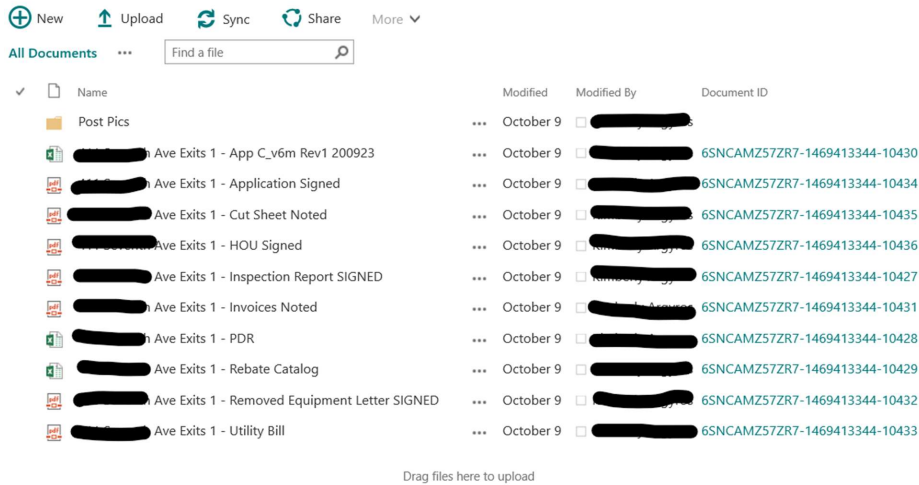 New Upload Sync Share More
All Documents ... Find a file
Name Modified Modified By Document ID
Post Pics ... October 9
Ave Exits 1 - App C_v6m Rev1 200923 ... October 9 6SNCAMZ57ZR7-1469413344-10430
Ave Exits 1 - Application Signed ... October 9 6SNCAMZ57ZR7-1469413344-10434
Ave Exits 1 - Cut Sheet Noted ... October 9 6SNCAMZ57ZR7-1469413344-10435
Ave Exits 1 - HOU Signed ... October 9 6SNCAMZ57ZR7-1469413344-10436
Ave Exits 1 - Inspection Report SIGNED ... October 9 6SNCAMZ57ZR7-1469413344-10427
Ave Exits 1 - Invoices Noted ... October 9 6SNCAMZ57ZR7-1469413344-10431
Ave Exits 1 - PDR ... October 9 6SNCAMZ57ZR7-1469413344-10428
Ave Exits 1 - Rebate Catalog ... October 9 6SNCAMZ57ZR7-1469413344-10429
Ave Exits 1 - Removed Equipment Letter SIGNED ... October 9 6SNCAMZ57ZR7-1469413344-10432
Ave Exits 1 - Utility Bill ... October 9 6SNCAMZ57ZR7-1469413344-10433
Drag files here to upload